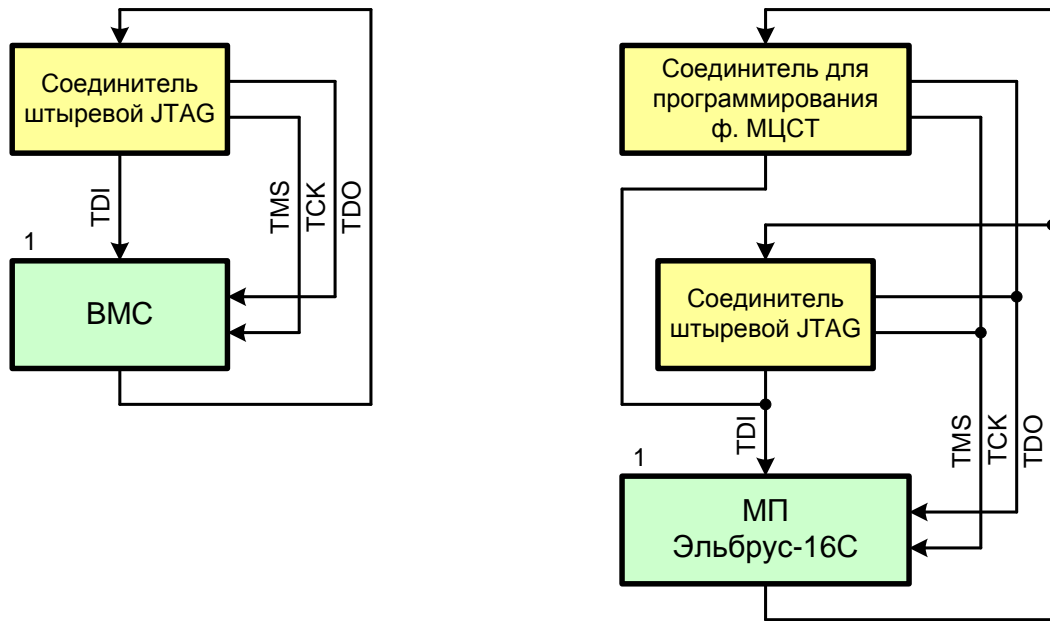 Соединитель
штыревой JTAG
TDI
TMS
TCK
TDO
1
BMC
Соединитель для
программирования
ф. МЦСТ
Соединитель
штыревой JTAG
TDI
TMS
TCK
TDO
1
МП
Эльбрус-16С